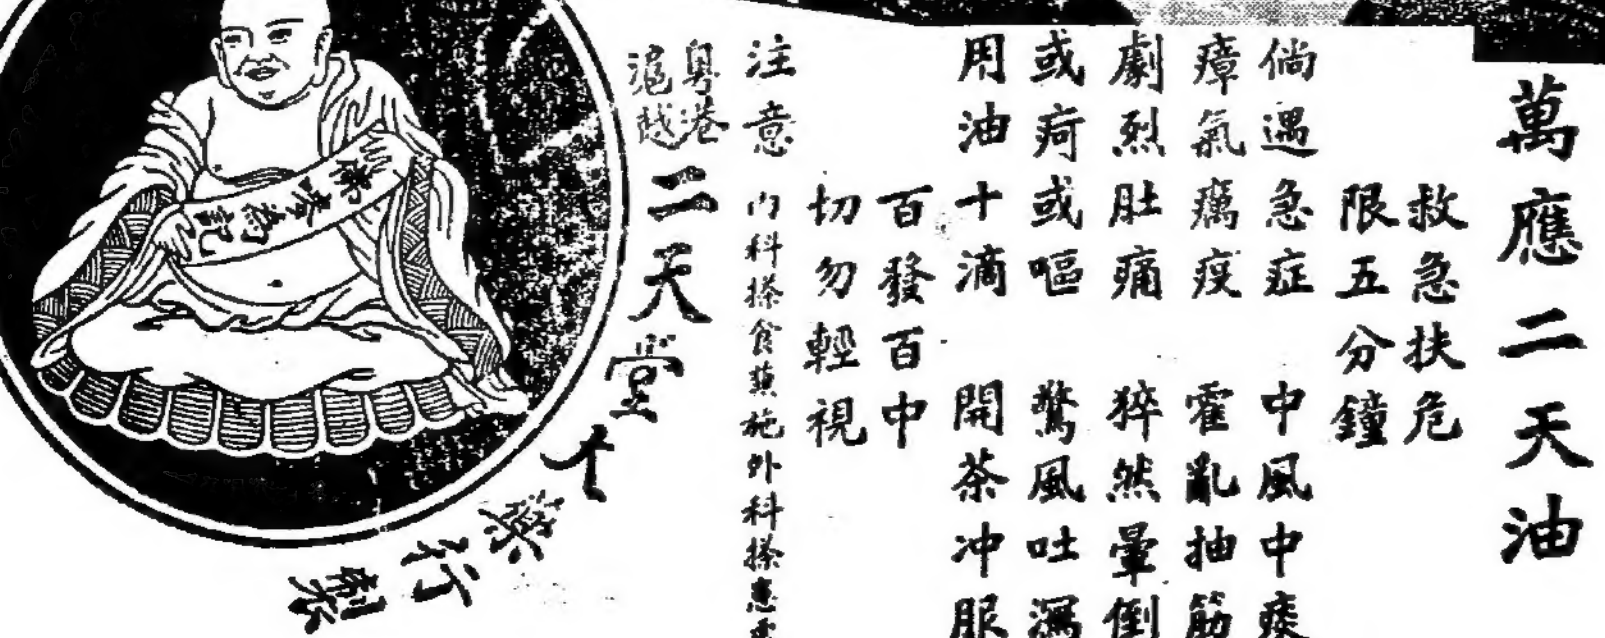 萬應二天油
救急扶危
限五分鐘
倘遇急症 中風中痰
瘴氣癘疫 霍亂抽筋
劇烈肚痛 猝然暈倒
或疴或嘔 驚風吐瀉
用油十滴 開茶冲服
百發百中
切勿輕視
注意 內科搽食兼施外科搽患
粤港
滬越
二天堂大藥行製
佛嘜為記